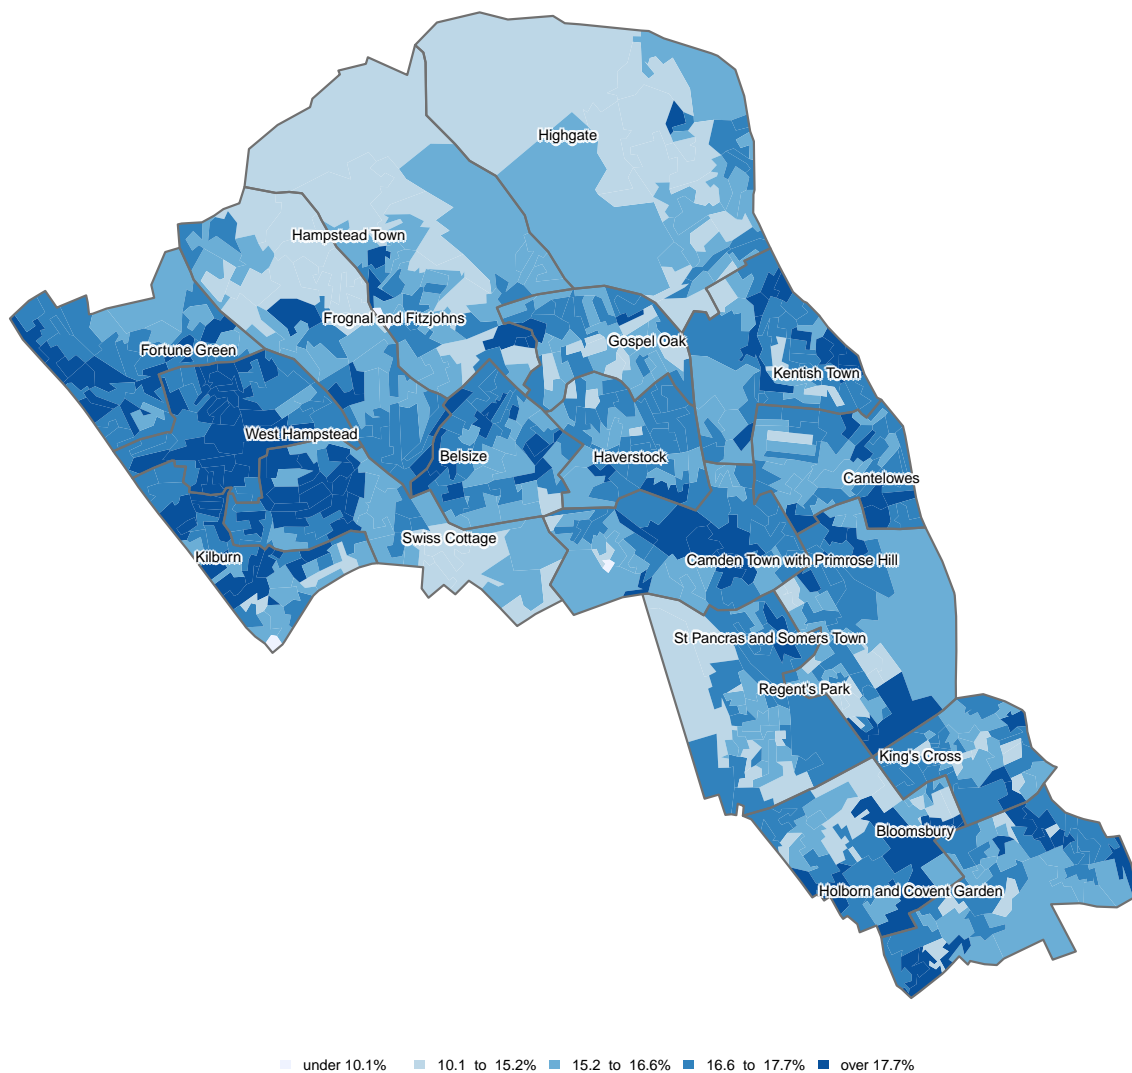 Highgate
Hampstead Town
Frognal and Fitzjohns
Gospel Oak
Fortune Green
Kentish Town
West Hampstead
Belsize
Haverstock
Cantelowes
Swiss Cottage
Kilburn
Camden Town with Primrose Hill
St Pancras and Somers Town
Regent's Park
King's Cross
Bloomsbury
Holborn and Covent Garden
under 10.1% 10.1 to 15.2% 15.2 to 16.6% 16.6 to 17.7% over 17.7%